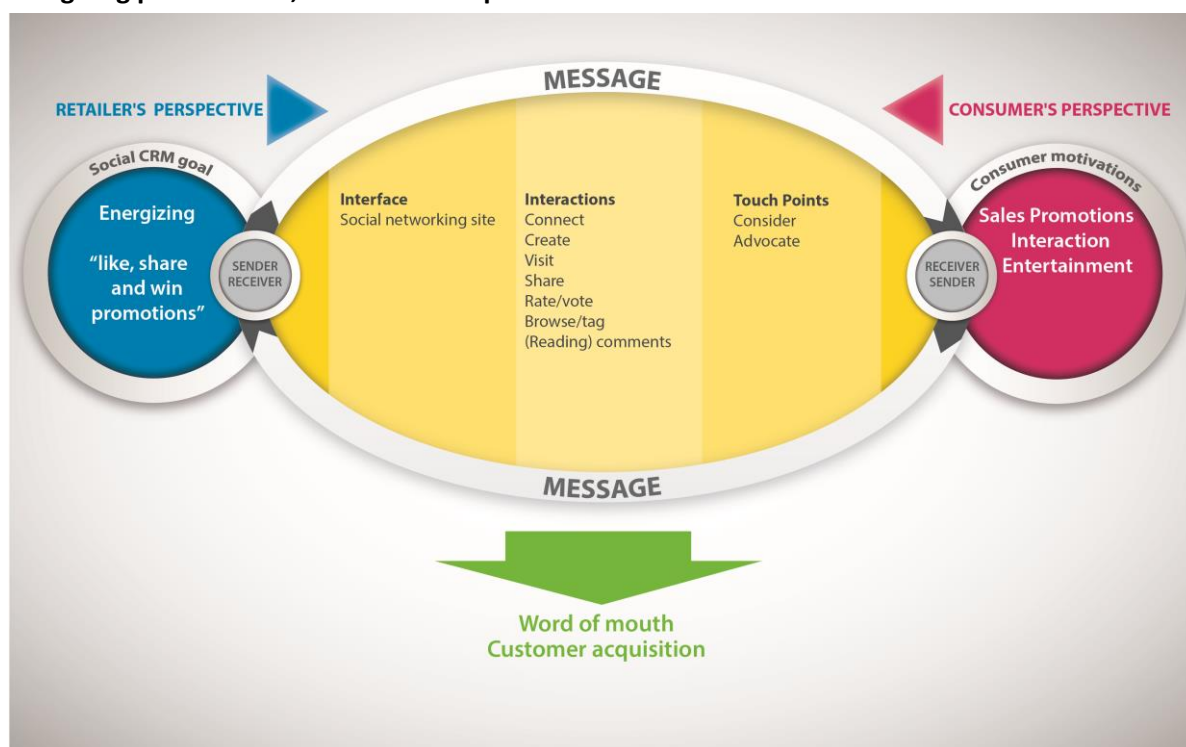 MESSAGE
RETAILER'S PERSPECTIVE
CONSUMER'S PERSPECTIVE
Social CRM goal
Energizing
"like, share
and win
promotions"
SENDER
RECEIVER
Interface
Social networking site
Interactions
Connect
Create
Visit
Share
Rate/vote
Browse/tag
(Reading) comments
Touch Points
Consider
Advocate
RECEIVER
SENDER
Consumer motivations
Sales Promotions
Interaction
Entertainment
MESSAGE
Word of mouth
Customer acquisition